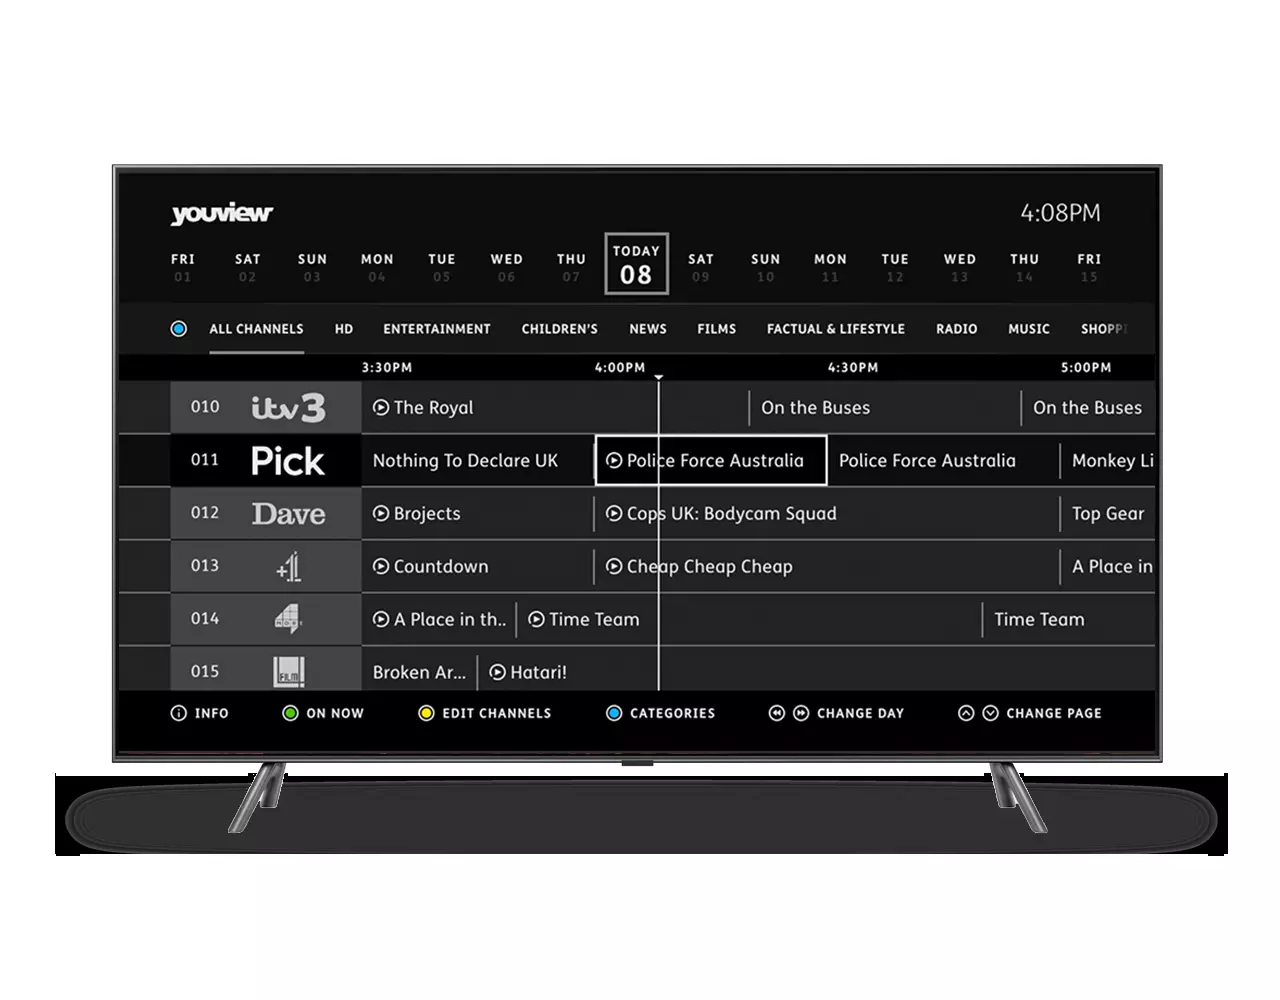 youview 4:08PM
FRI SAT SUN MON TUE WED THU TODAY SAT SUN MON TUE WED THU FRI
01 02 03 04 05 06 07 08 09 10 11 12 13 14 15
ALL CHANNELS HD ENTERTAINMENT CHILDREN'S NEWS FILMS FACTUAL & LIFESTYLE RADIO MUSIC SHOPPI
3:30PM 4:00PM 4:30PM 5:00PM
010 itv3 The Royal On the Buses On the Buses
011 Pick Nothing To Declare UK Police Force Australia Police Force Australia Monkey Li
012 Dave Brojects Cops UK: Bodycam Squad Top Gear
013 +1 Countdown Cheap Cheap Cheap A Place in
014 A Place in th.. Time Team Time Team
015 FILM Broken Ar... Hatari!
INFO ON NOW EDIT CHANNELS CATEGORIES CHANGE DAY CHANGE PAGE